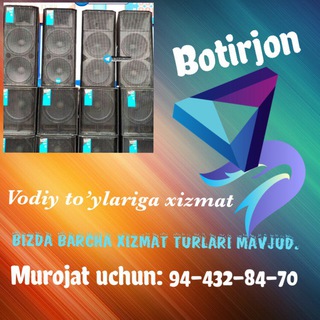 Botirjon
Vodiy to'ylariga xizmat
BIZDA BARCHA XIZMAT TURLARI MAVJUD.
Murojat uchun: 94-432-84-70